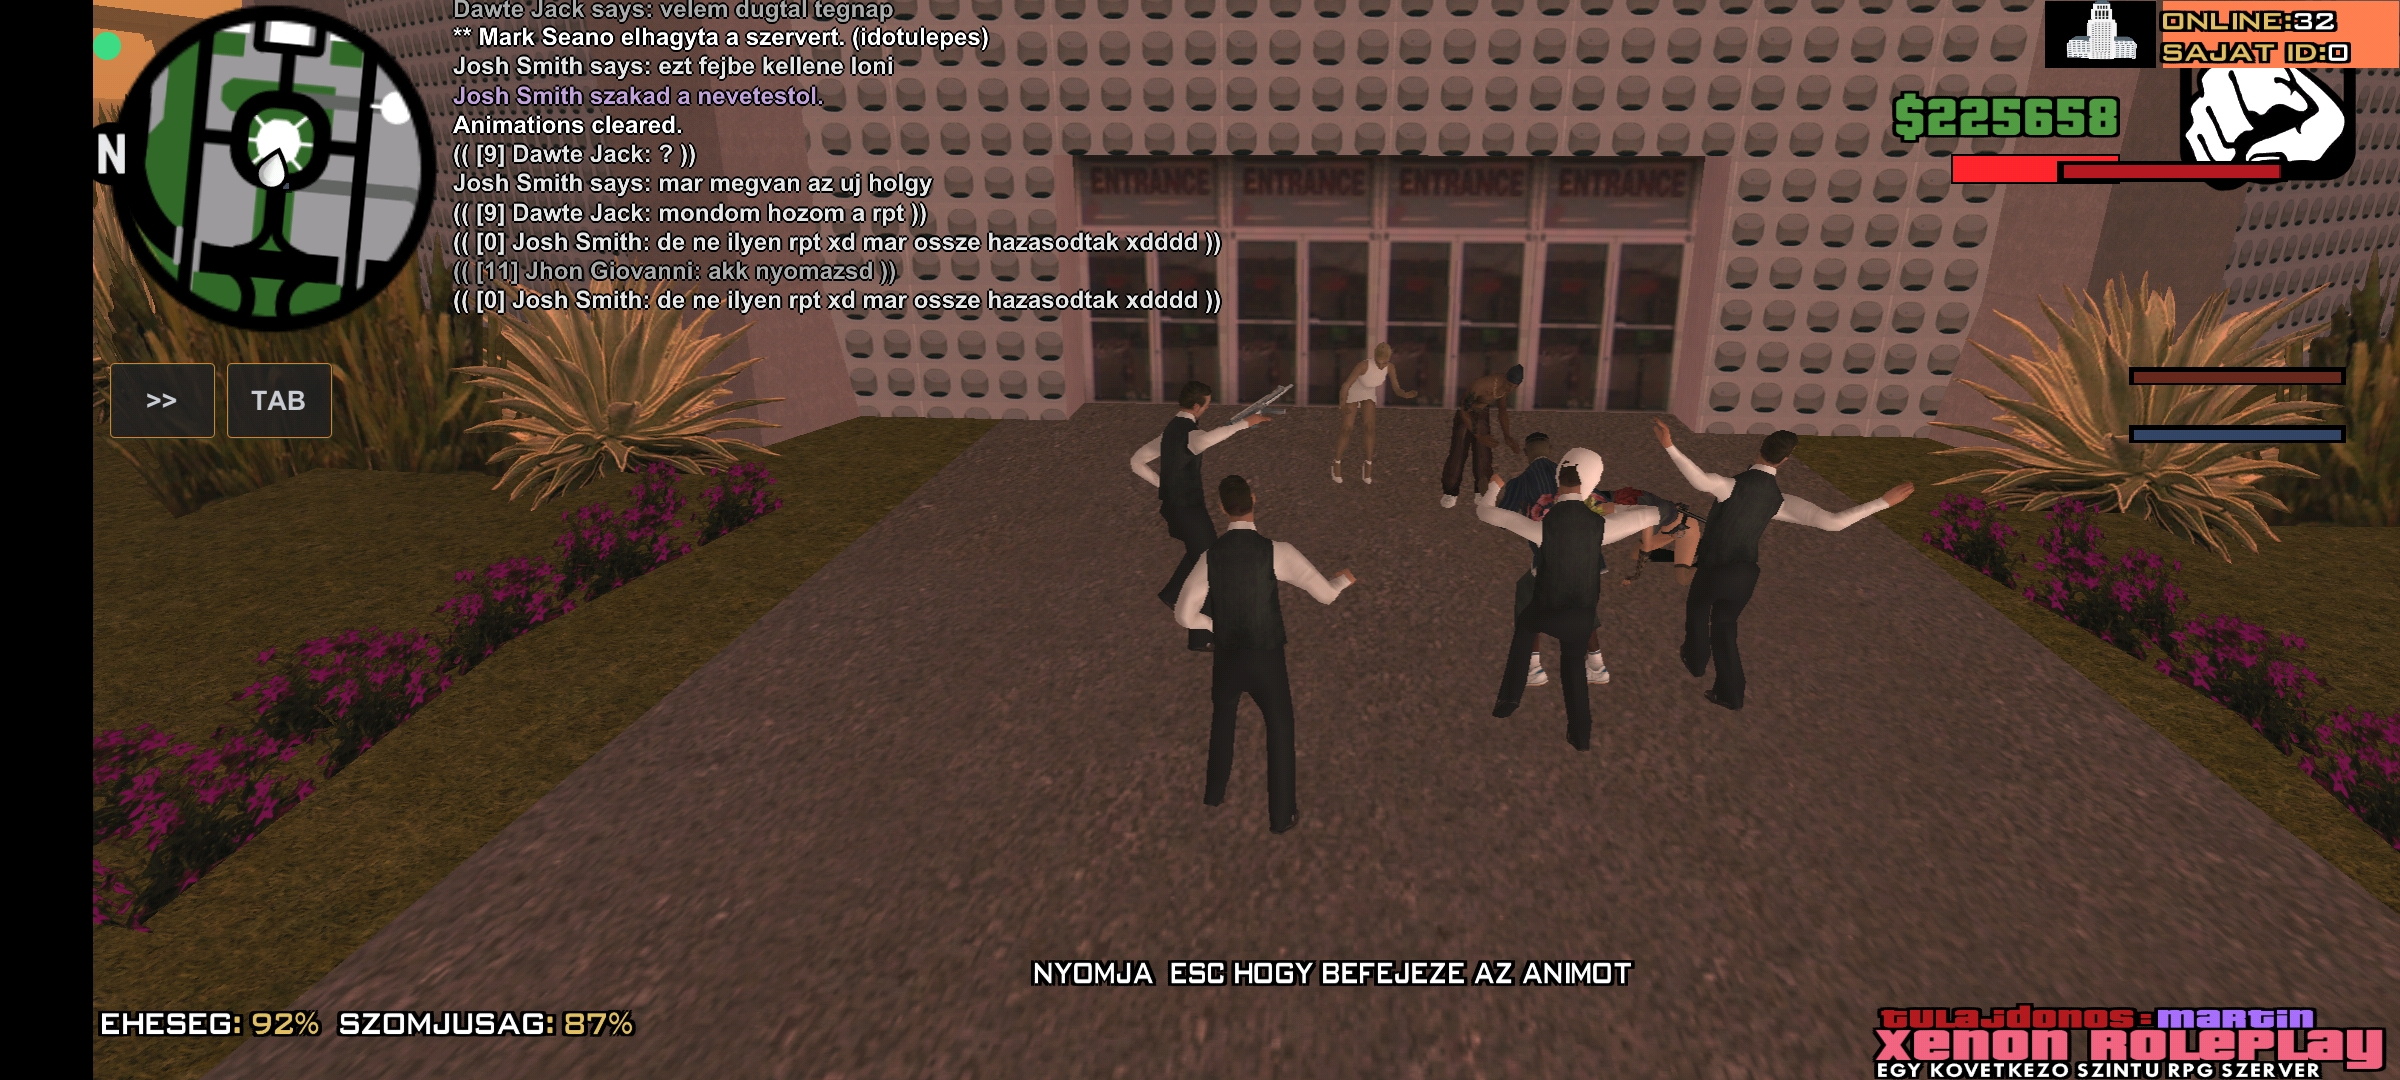 Dawte Jack says: velem dugtal tegnap
** Mark Seano elhagyta a szervert. (idotulepes)
Josh Smith says: ezt fejbe kellene loni
Josh Smith szakad a nevetestol.
Animations cleared.
(( [9] Dawte Jack: ? ))
Josh Smith says: mar megvan az uj holgy
(( [9] Dawte Jack: mondom hozom a rpt ))
(( [0] Josh Smith: de ne ilyen rpt xd mar ossze hazasodtak xdddd ))
(( [11] Jhon Giovanni: akk nyomazsd ))
(( [0] Josh Smith: de ne ilyen rpt xd mar ossze hazasodtak xdddd ))
ONLINE:32
SAJAT ID:0
$225658
N
ENTRANCE ENTRANCE ENTRANCE ENTRANCE
>> TAB
NYOMJA ESC HOGY BEFEJEZE AZ ANIMOT
EHESEG: 92% SZOMJUSAG: 87%
tulajdonos:martin
Xenon Roleplay
EGY KOVETKEZO SZINTU RPG SZERVER